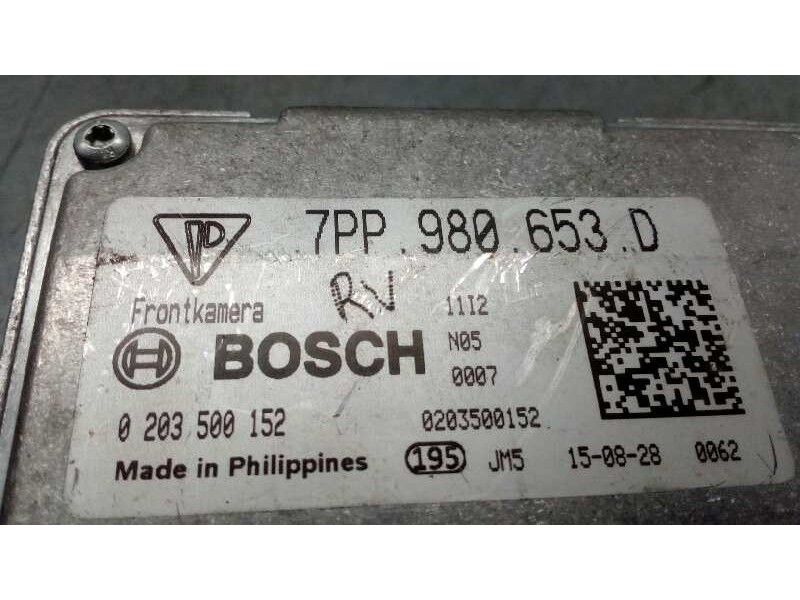 .7PP.980.653.D
RV
Frontkamera
11I2
BOSCH
N05
0007
0 203 500 152
0203500152
Made in Philippines
195
JM5
15-08-28
0062